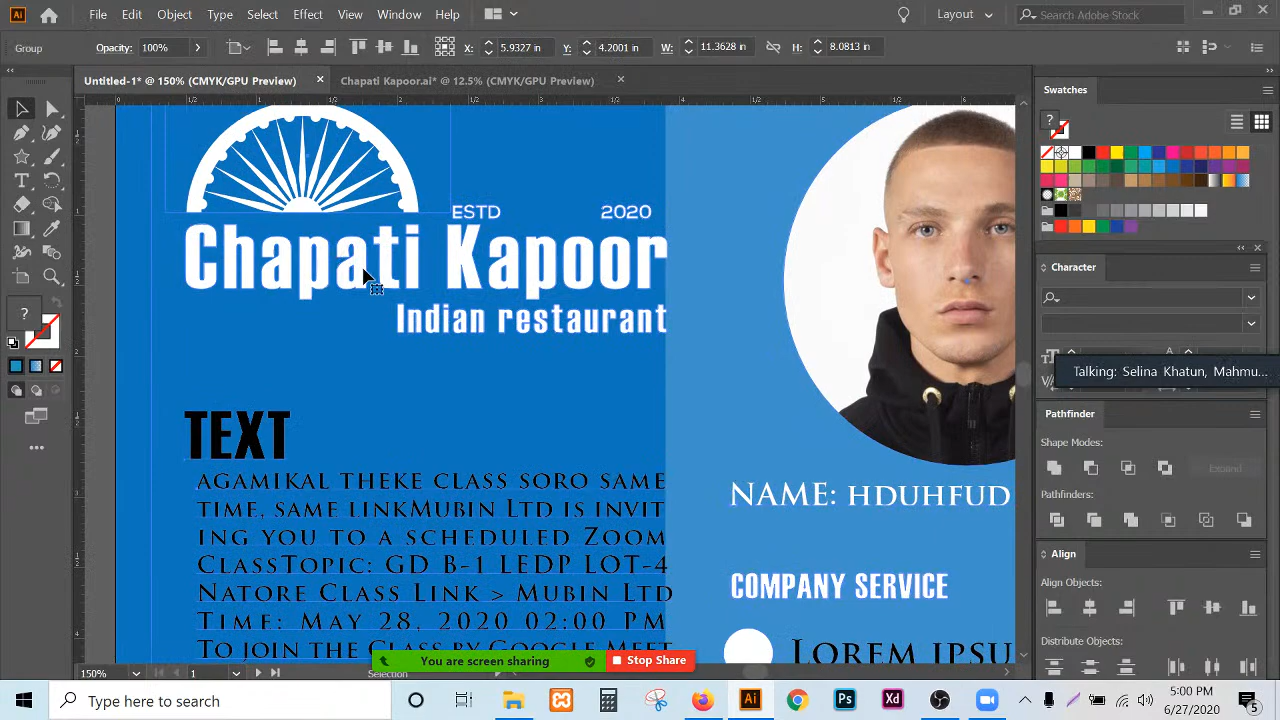 File Edit Object Type Select Effect View Window Help Layout Search Adobe Stock
Group Opacity: 100% X: 5.9327 in Y: 4.2001 in W: 11.3628 in H: 8.0813 in
Untitled-1* @ 150% (CMYK/GPU Preview) × Chapati Kapoor.ai* @ 12.5% (CMYK/GPU Preview) ×
Swatches
ESTD 2020
Chapati Kapoor
Indian restaurant
Character
Talking: Selina Khatun, Mahmu...
Pathfinder
Shape Modes:
Expand
Pathfinders:
TEXT
AGAMIKAL THEKE CLASS SORO SAME
TIME, SAME LINKMUBIN LTD IS INVIT
ING YOU TO A SCHEDULED ZOOM
CLASSTOPIC: GD B-1 LEDP LOT-4
NATORE CLASS LINK > MUBIN LTD
TIME: MAY 28, 2020 02:00 PM
TO JOIN THE CLASS BY GOOGLE MEET
NAME: HDUHFUD
COMPANY SERVICE
LOREM IPSU
Align
Align Objects:
Distribute Objects:
You are screen sharing Stop Share
150% 1 Selection
Type here to search
5:10 PM
6/27/2020
5